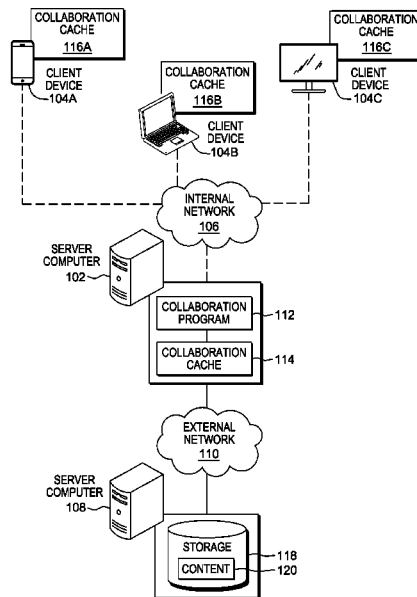 COLLABORATION
CACHE
116A
CLIENT
DEVICE
104A
COLLABORATION
CACHE
116B
CLIENT
DEVICE
104B
COLLABORATION
CACHE
116C
CLIENT
DEVICE
104C
INTERNAL
NETWORK
106
SERVER
COMPUTER
102
COLLABORATION
PROGRAM
112
COLLABORATION
CACHE
114
EXTERNAL
NETWORK
110
SERVER
COMPUTER
108
STORAGE
118
CONTENT
120